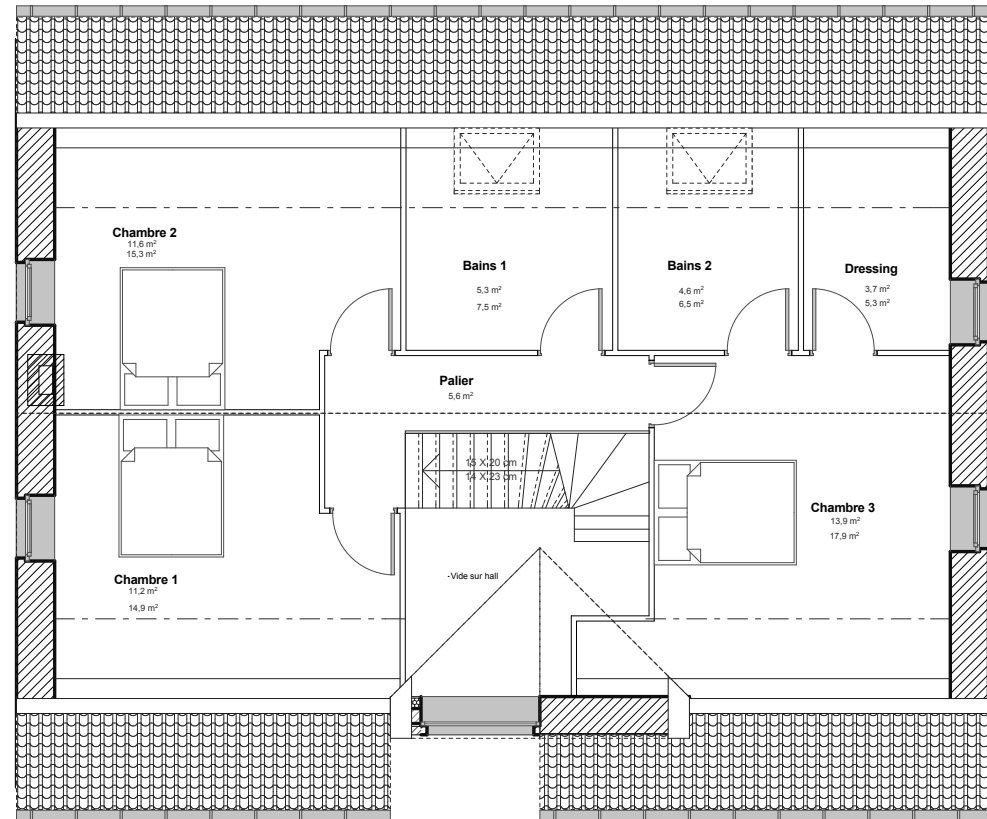 Chambre 2
11,6 m²
15,3 m²
Bains 1
5,3 m²
7,5 m²
Bains 2
4,6 m²
6,5 m²
Dressing
3,7 m²
5,3 m²
Palier
5,6 m²
15 X 20 cm
14 X 23 cm
Chambre 3
13,9 m²
17,9 m²
Chambre 1
11,2 m²
14,9 m²
-Vide sur hall